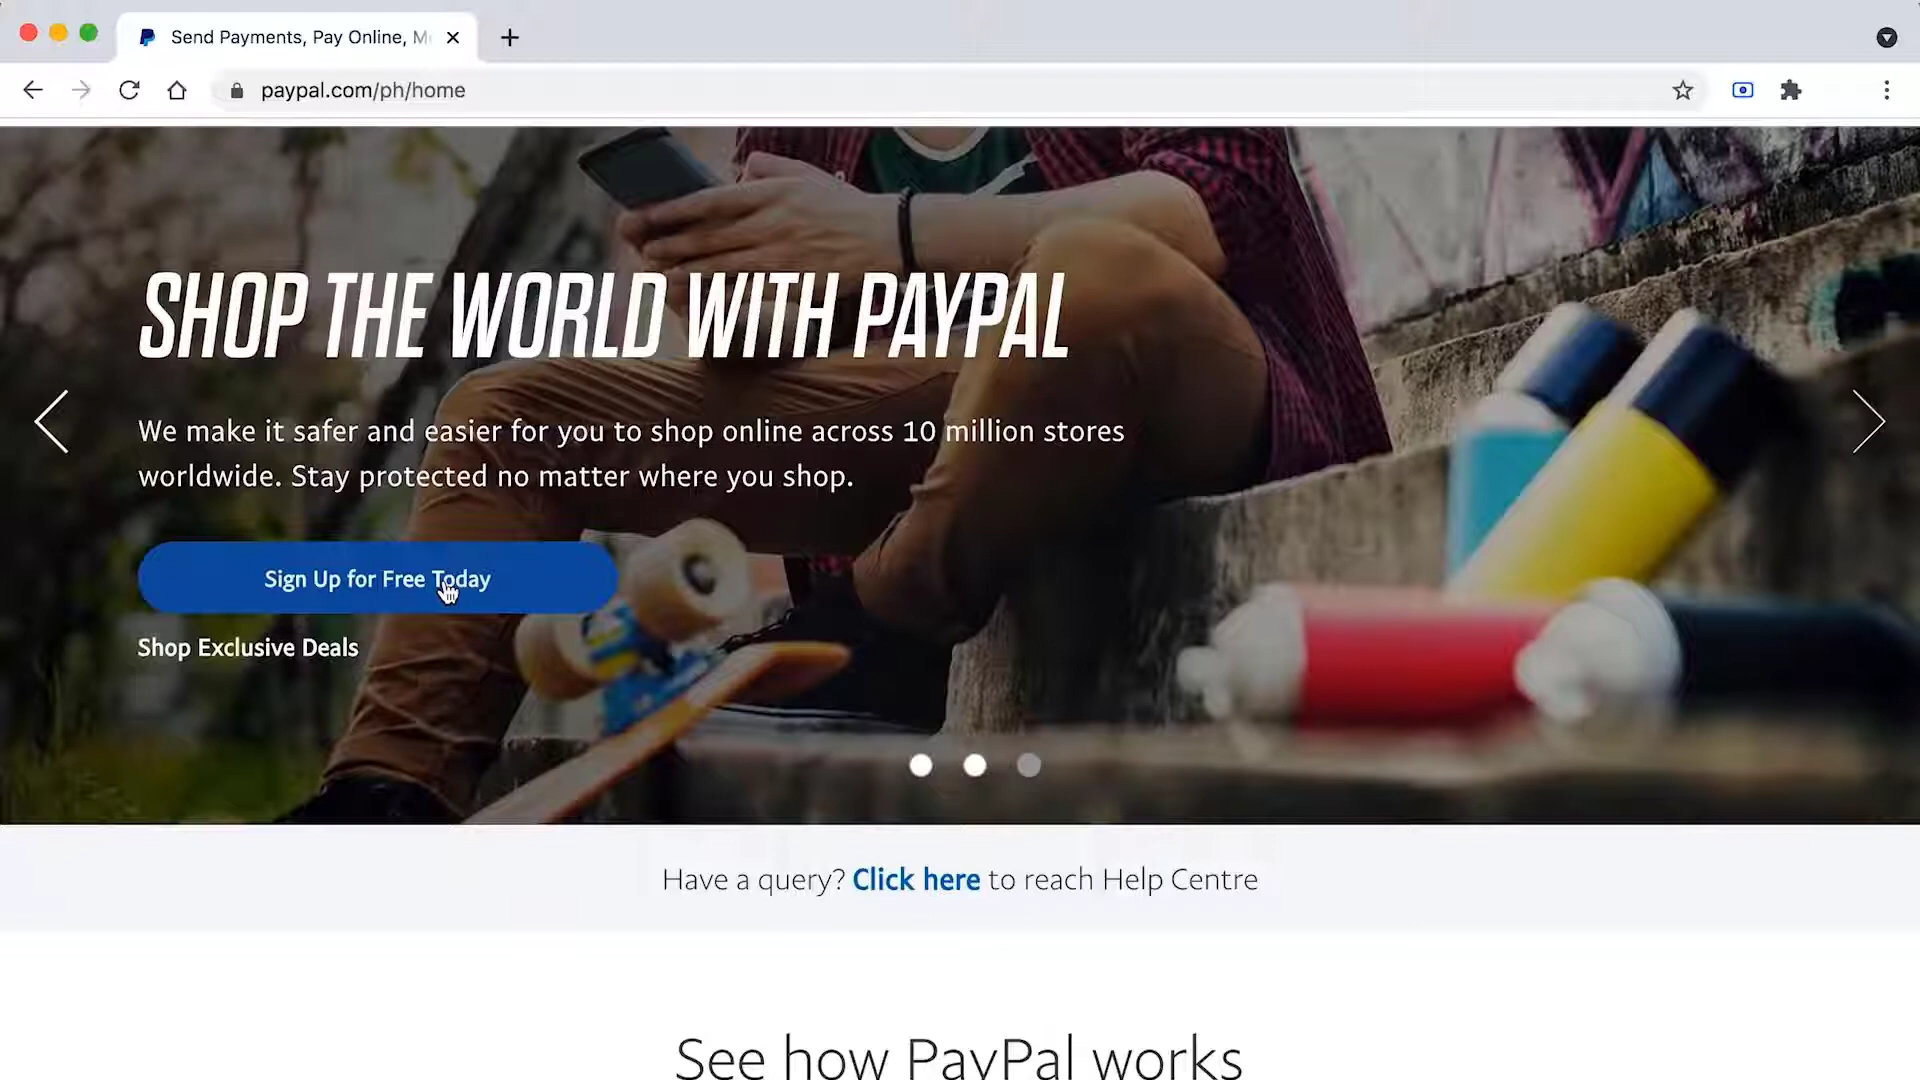 Send Payments, Pay Online, M
paypal.com/ph/home
SHOP THE WORLD WITH PAYPAL
We make it safer and easier for you to shop online across 10 million stores
worldwide. Stay protected no matter where you shop.
Sign Up for Free Today
Shop Exclusive Deals
Have a query? Click here to reach Help Centre
See how PayPal works